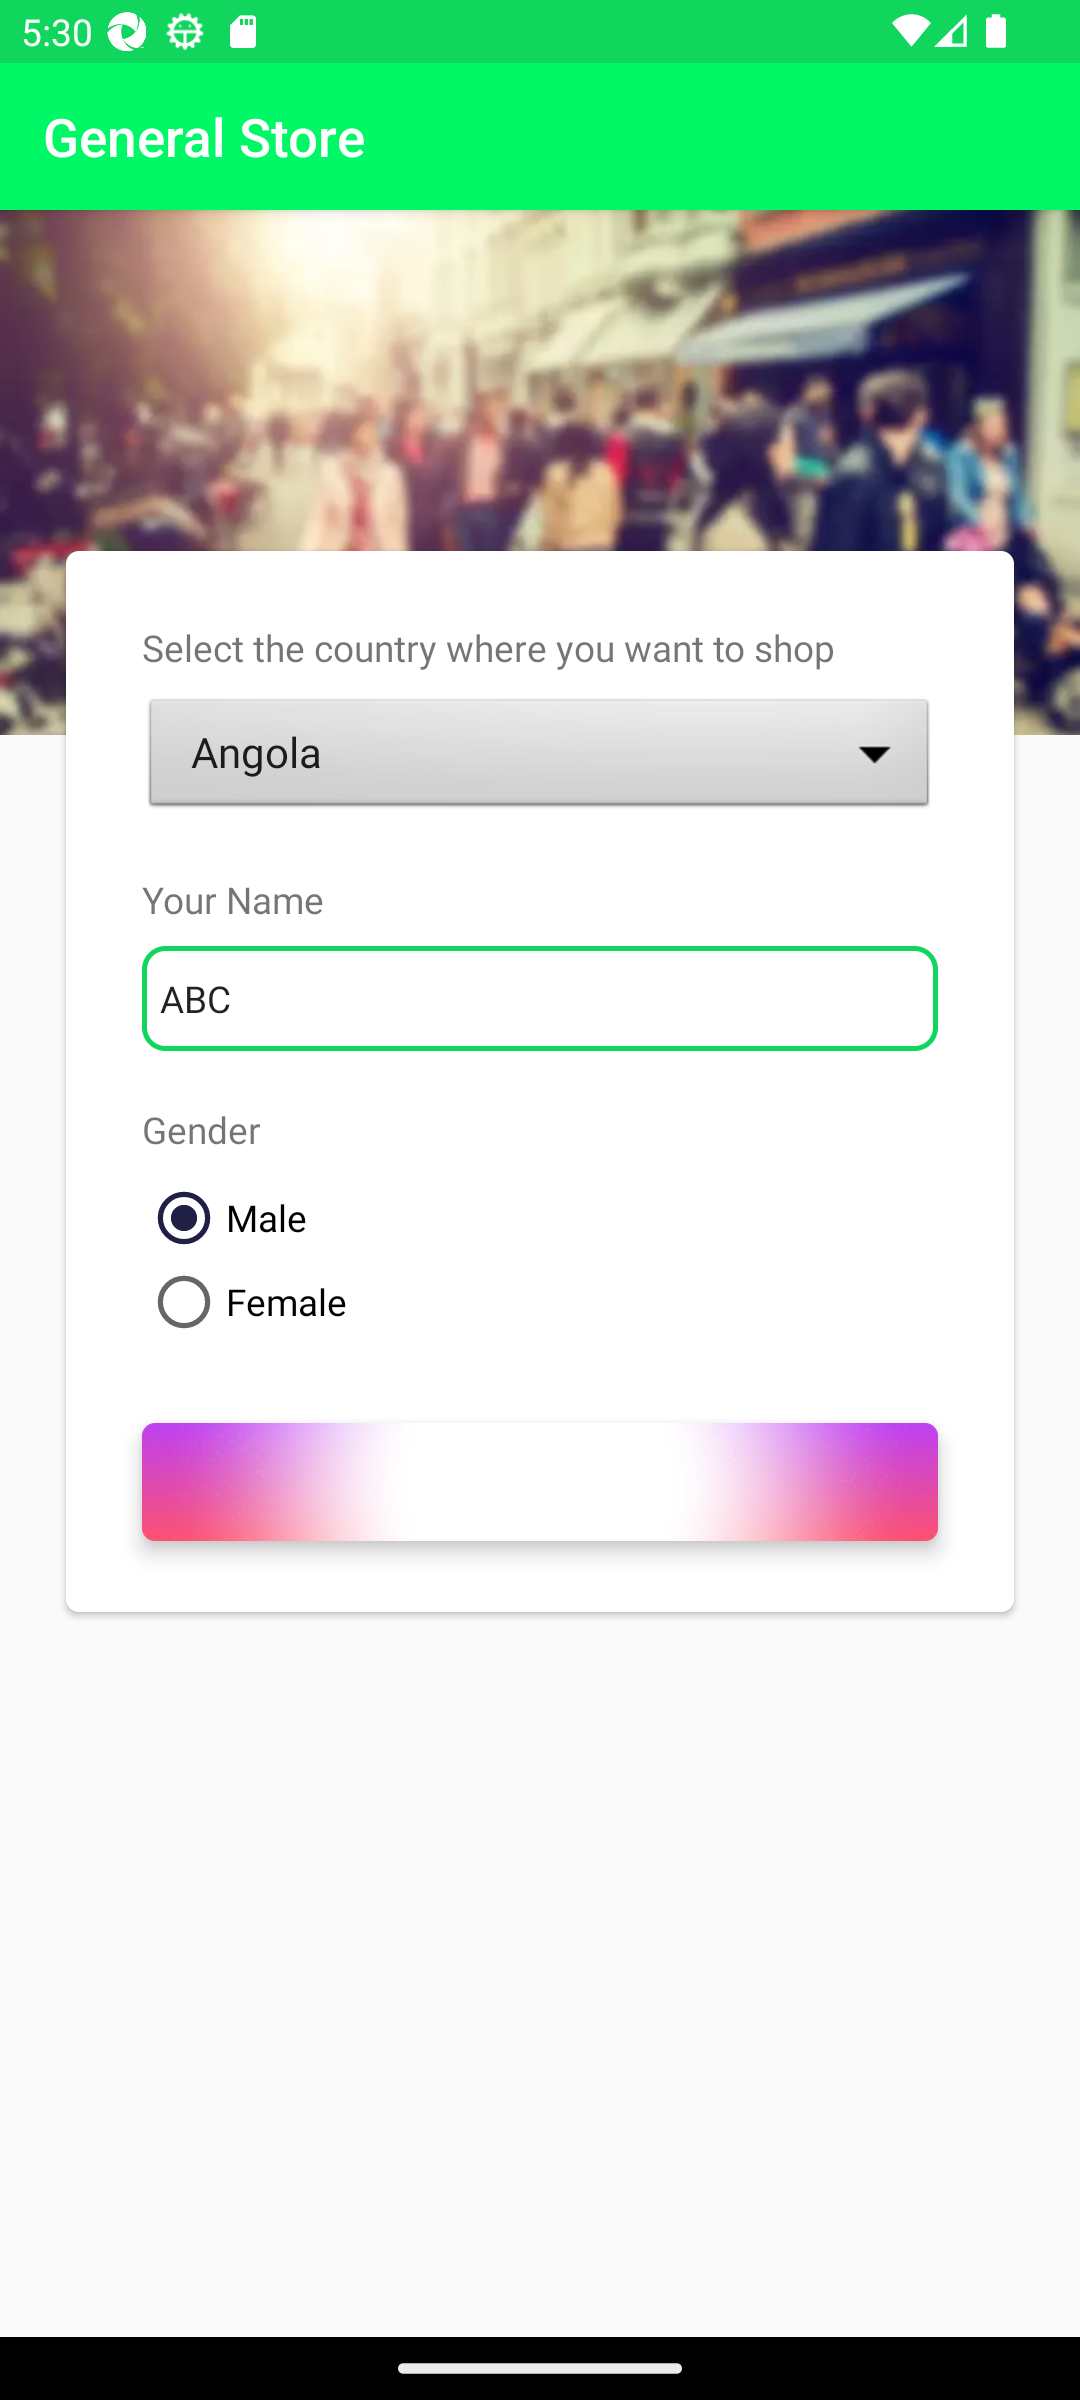 5:30
General Store
Select the country where you want to shop
Angola
Your Name
ABC
Gender
Male
Female